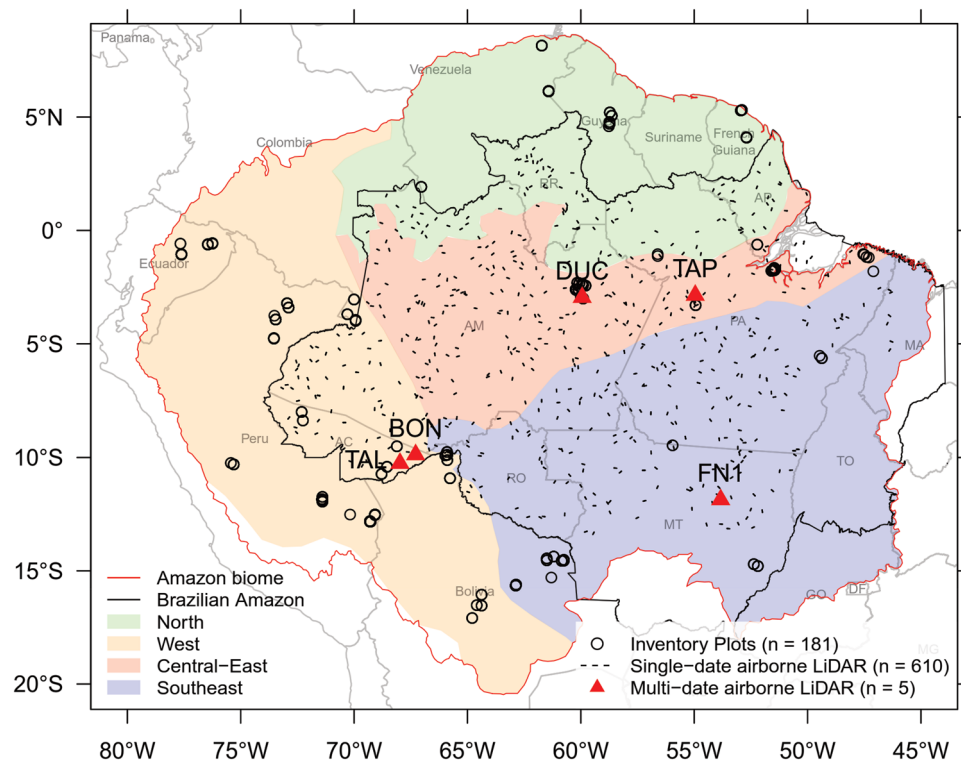 Panama
Venezuela
5°N
Guyana
Suriname
French
Guiana
Colombia
RR
AP
0°
Ecuador
DUC
TAP
AM
PA
5°S
MA
BON
Peru
AC
TAL
10°S
TO
RO
FN1
MT
15°S
Amazon biome
Bolivia
GO
DF
Brazilian Amazon
North
West
Inventory Plots (n = 181)
MG
Central−East
Single−date airborne LiDAR (n = 610)
Southeast
Multi−date airborne LiDAR (n = 5)
20°S
80°W 75°W 70°W 65°W 60°W 55°W 50°W 45°W